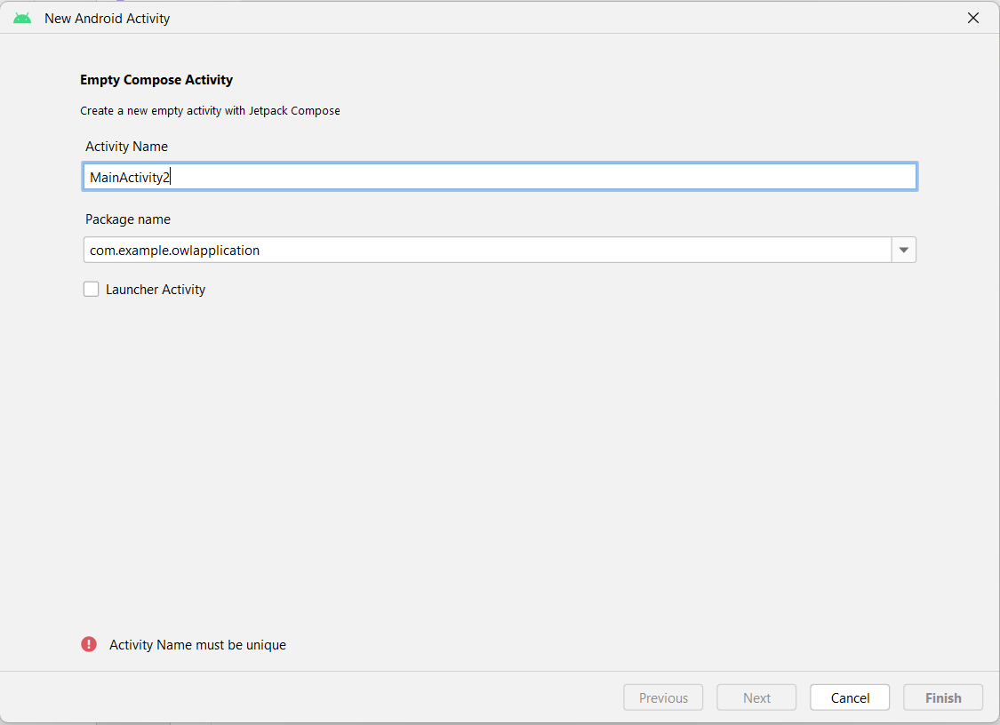 New Android Activity
Empty Compose Activity
Create a new empty activity with Jetpack Compose
Activity Name
MainActivity2
Package name
com.example.owlapplication
Launcher Activity
Activity Name must be unique
Previous Next Cancel Finish